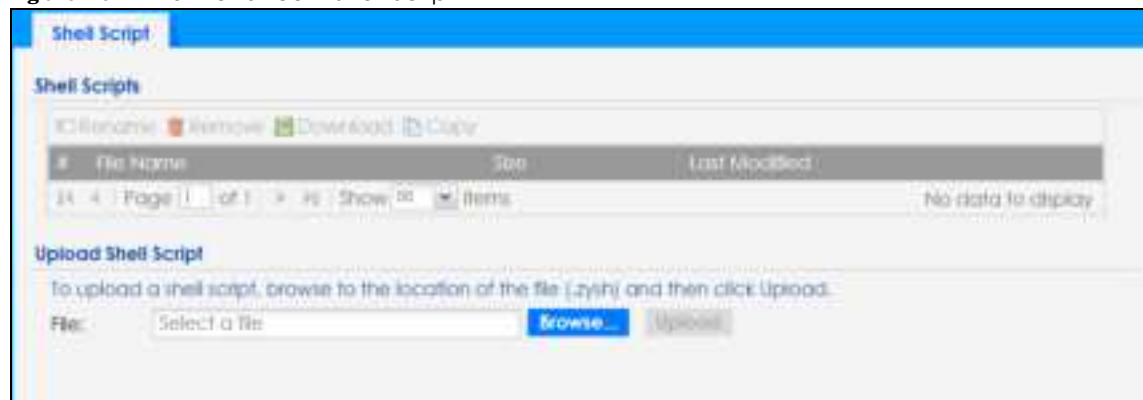 Shell Script
Shell Scripts
Rename Remove Download Copy
# File Name Size Last Modified
Page 1 of 1 Show 50 items No data to display
Upload Shell Script
To upload a shell script, browse to the location of the file (.zysh) and then click Upload.
File: Select a file Browse... Upload